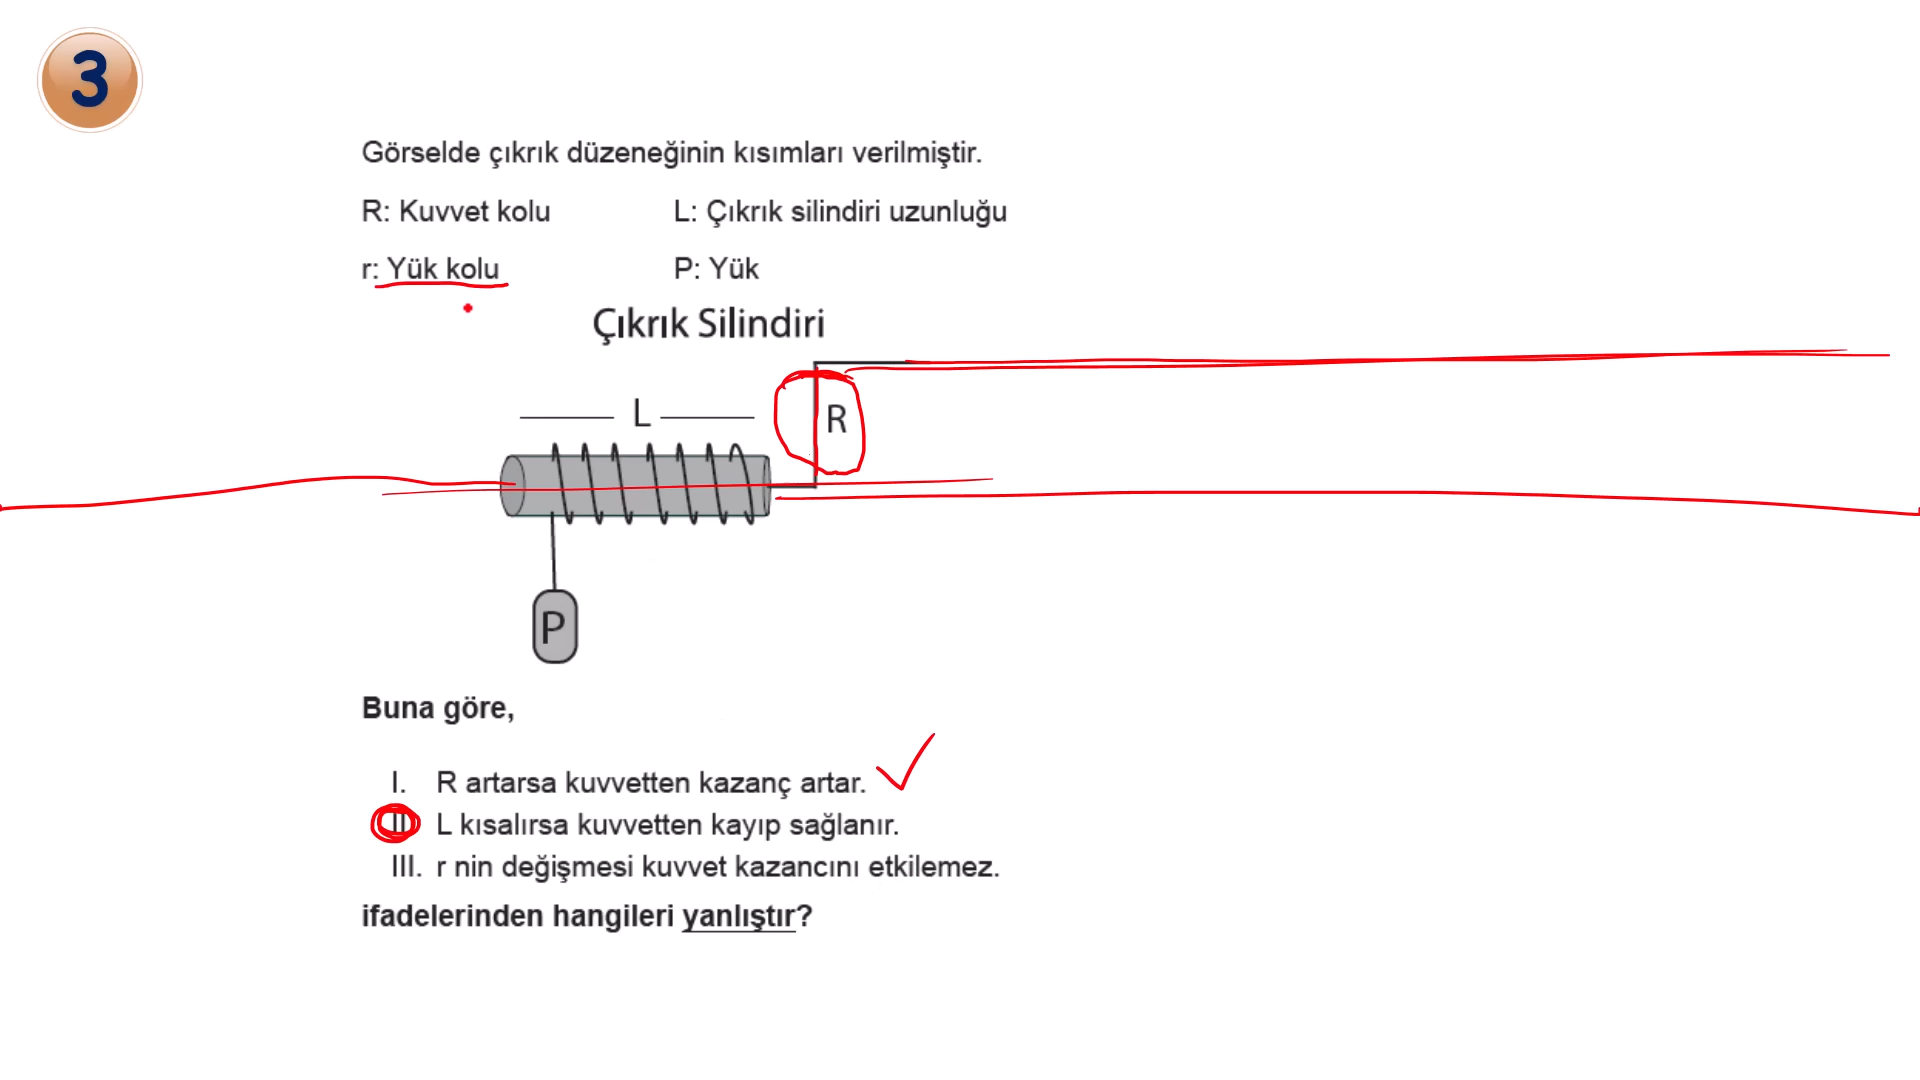 3
Görselde çıkrık düzeneğinin kısımları verilmiştir.
R: Kuvvet kolu L: Çıkrık silindiri uzunluğu
r: Yük kolu P: Yük
Çıkrık Silindiri
L
R
P
Buna göre,
I. R artarsa kuvvetten kazanç artar.
II. L kısalırsa kuvvetten kayıp sağlanır.
III. r nin değişmesi kuvvet kazancını etkilemez.
ifadelerinden hangileri yanlıştır?